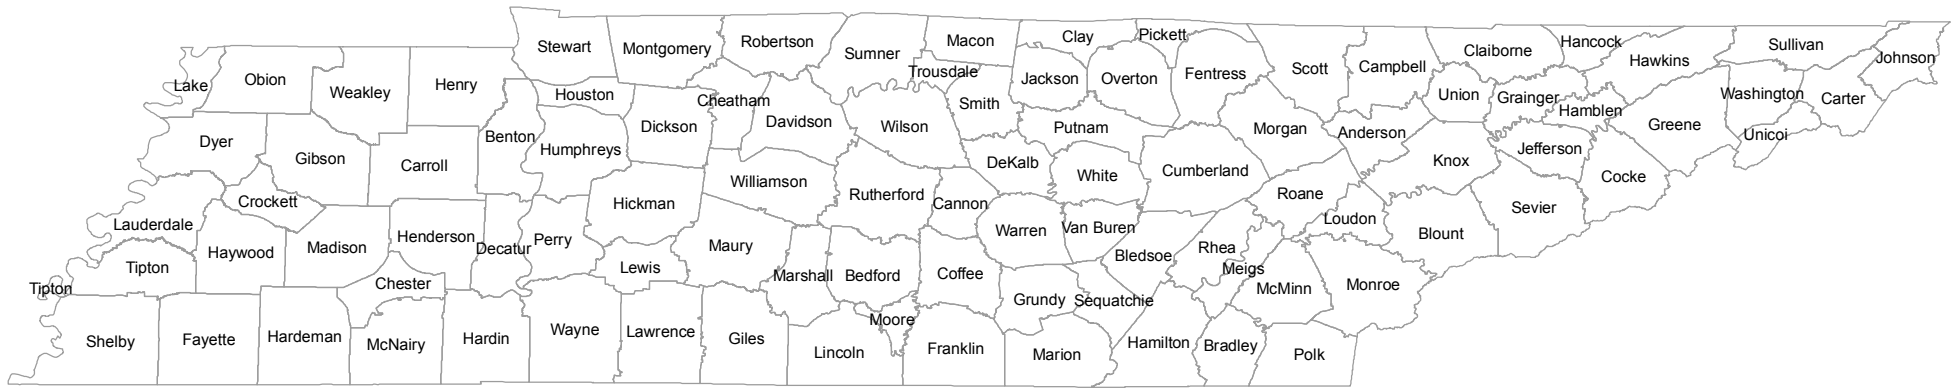 Stewart
Montgomery
Robertson
Sumner
Macon
Clay
Pickett
Fentress
Scott
Campbell
Claiborne
Hancock
Hawkins
Sullivan
Johnson
Lake
Obion
Weakley
Henry
Houston
Cheatham
Trousdale
Smith
Jackson
Overton
Union
Grainger
Hamblen
Washington
Carter
Unicoi
Dyer
Gibson
Carroll
Benton
Humphreys
Dickson
Davidson
Wilson
DeKalb
Putnam
White
Cumberland
Morgan
Anderson
Knox
Jefferson
Greene
Cocke
Lauderdale
Crockett
Haywood
Madison
Henderson
Decatur
Perry
Hickman
Williamson
Rutherford
Cannon
Warren
Van Buren
Bledsoe
Rhea
Roane
Loudon
Blount
Sevier
Tipton
Tipton
Chester
Lewis
Maury
Marshall
Bedford
Coffee
Grundy
Sequatchie
Meigs
McMinn
Monroe
Shelby
Fayette
Hardeman
McNairy
Hardin
Wayne
Lawrence
Giles
Lincoln
Moore
Franklin
Marion
Hamilton
Bradley
Polk